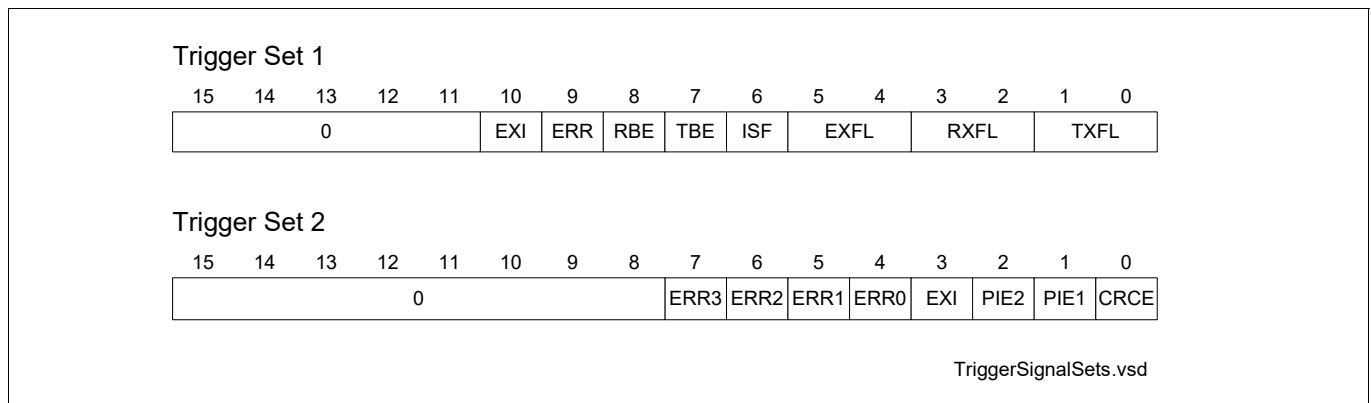 Trigger Set 1
15 14 13 12 11 10 9 8 7 6 5 4 3 2 1 0
0 EXI ERR RBE TBE ISF EXFL RXFL TXFL
Trigger Set 2
15 14 13 12 11 10 9 8 7 6 5 4 3 2 1 0
0 ERR3 ERR2 ERR1 ERR0 EXI PIE2 PIE1 CRCE
TriggerSignalSets.vsd